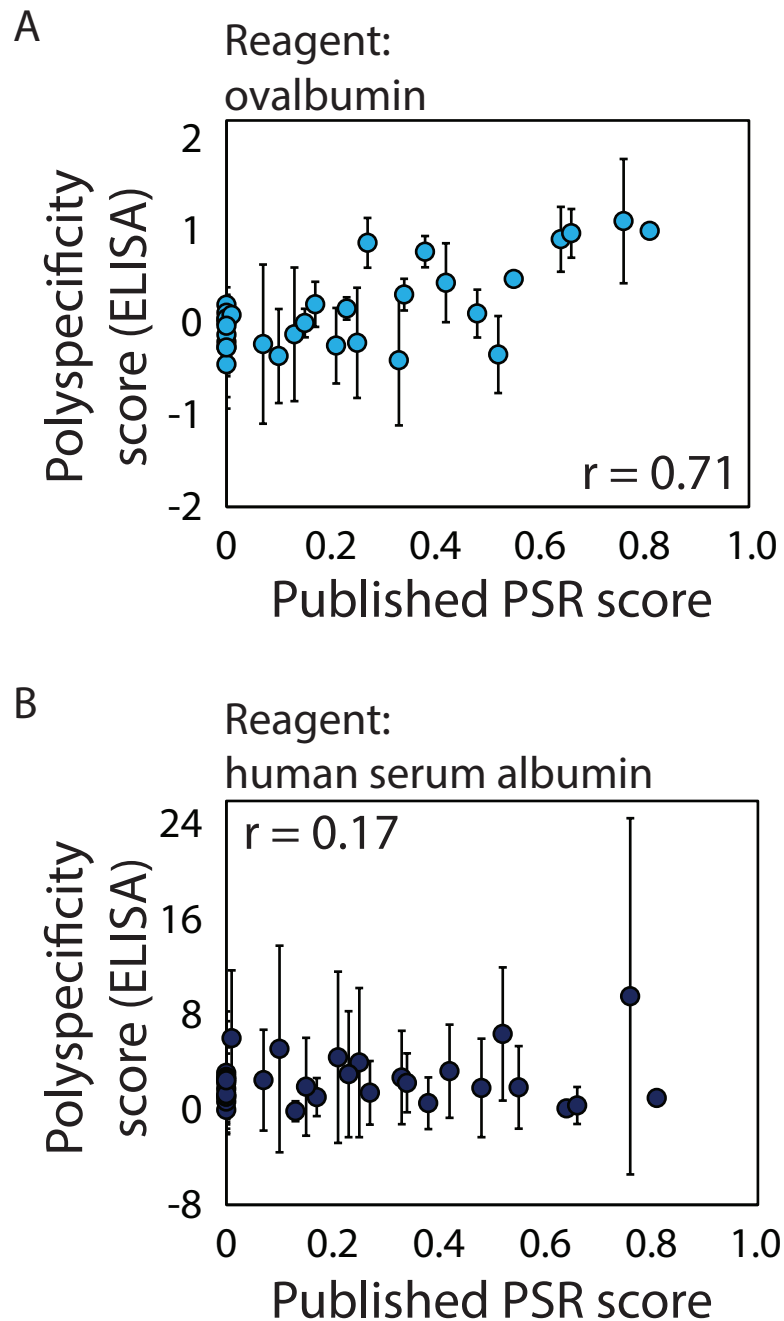 A
Reagent:
ovalbumin
Polyspecificity
score (ELISA)
2
1
0
-1
-2
r = 0.71
0 0.2 0.4 0.6 0.8 1.0
Published PSR score
B
Reagent:
human serum albumin
Polyspecificity
score (ELISA)
r = 0.17
24
16
8
0
-8
0 0.2 0.4 0.6 0.8 1.0
Published PSR score